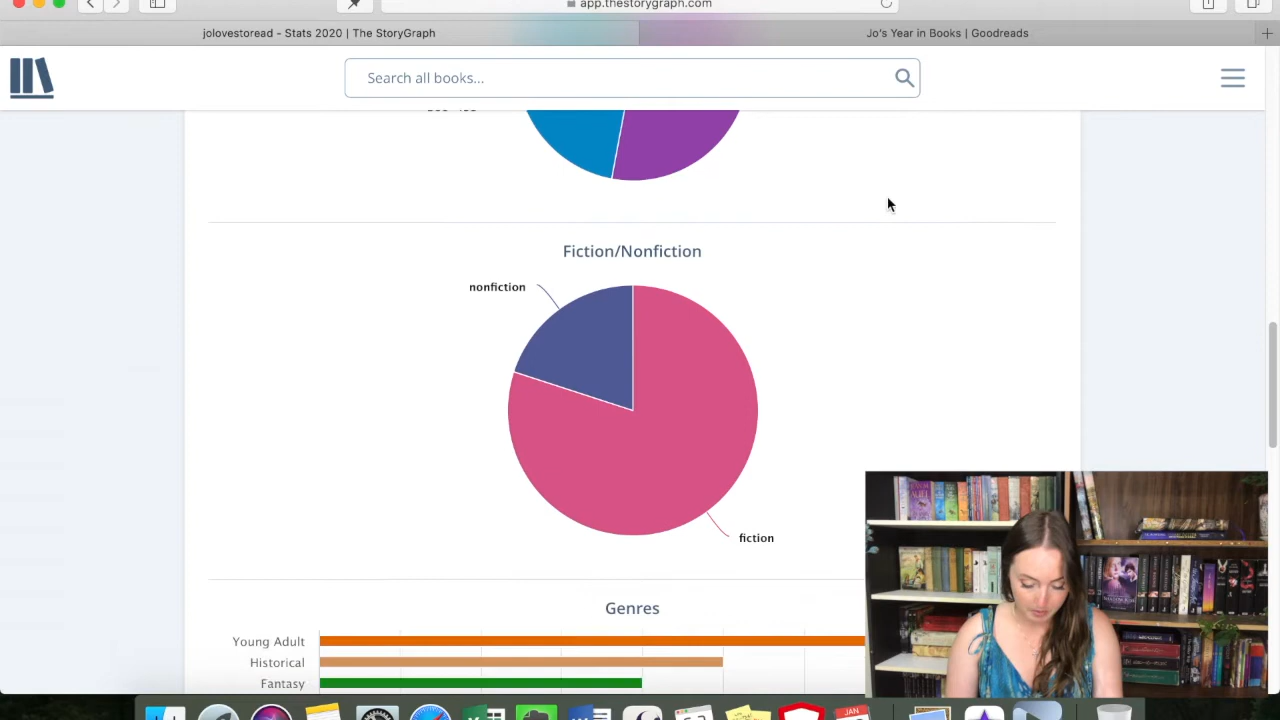 app.thestorygraph.com
jolovestoread - Stats 2020 | The StoryGraph
Jo's Year in Books | Goodreads
Search all books...
Fiction/Nonfiction
nonfiction
fiction
Genres
Young Adult
Historical
Fantasy
JAN